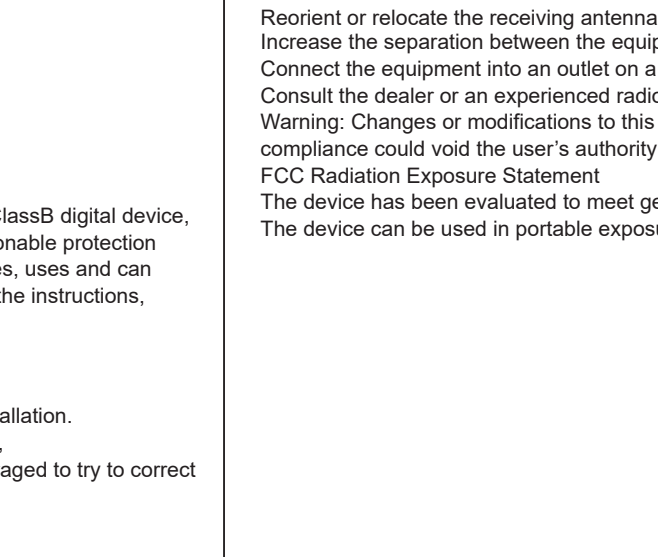 lassB digital device,
onable protection
es, uses and can
the instructions,
allation.
,
aged to try to correct
Reorient or relocate the receiving antenna
Increase the separation between the equip
Connect the equipment into an outlet on a
Consult the dealer or an experienced radio
Warning: Changes or modifications to this
compliance could void the user’s authority
FCC Radiation Exposure Statement
The device has been evaluated to meet ge
The device can be used in portable exposu